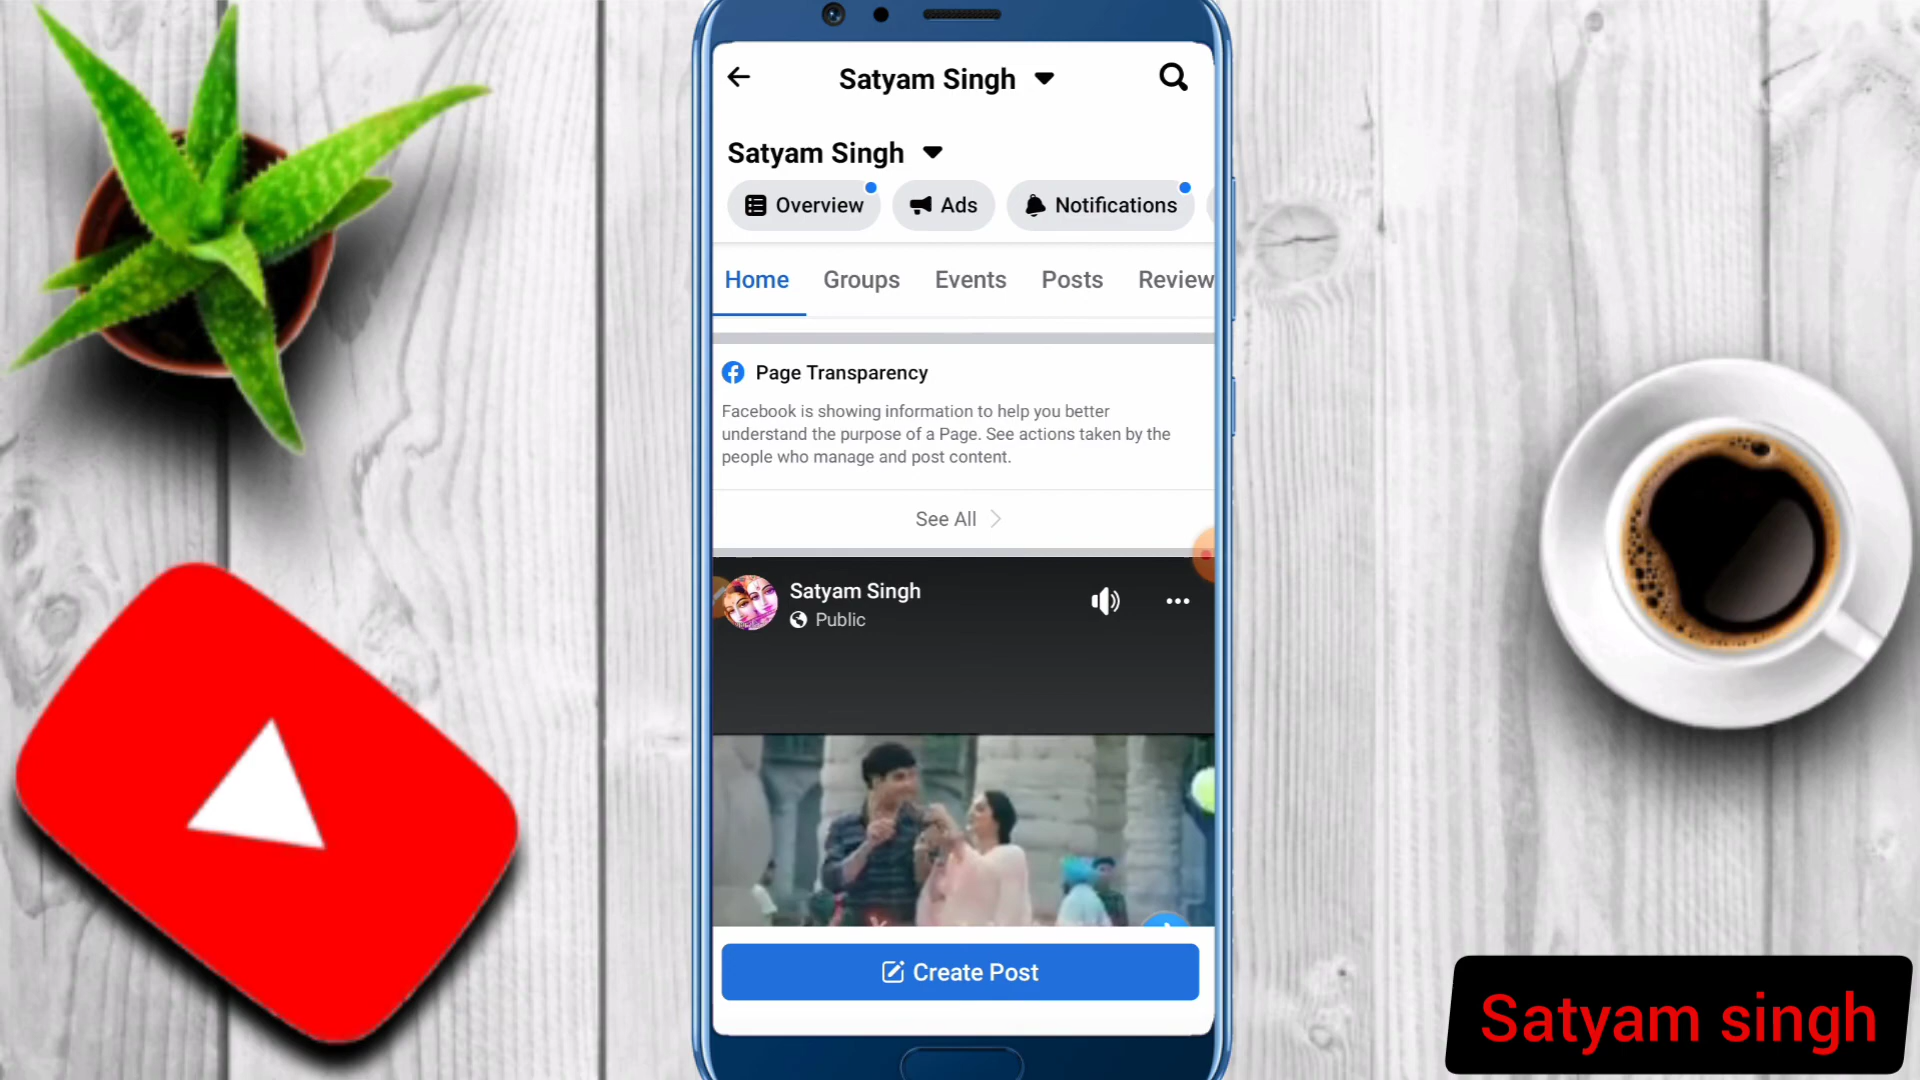 Satyam Singh
Satyam Singh
Overview
Ads
Notifications
Home
Groups
Events
Posts
Review
Page Transparency
Facebook is showing information to help you better
understand the purpose of a Page. See actions taken by the
people who manage and post content.
See All
Satyam Singh
Public
Create Post
Satyam singh